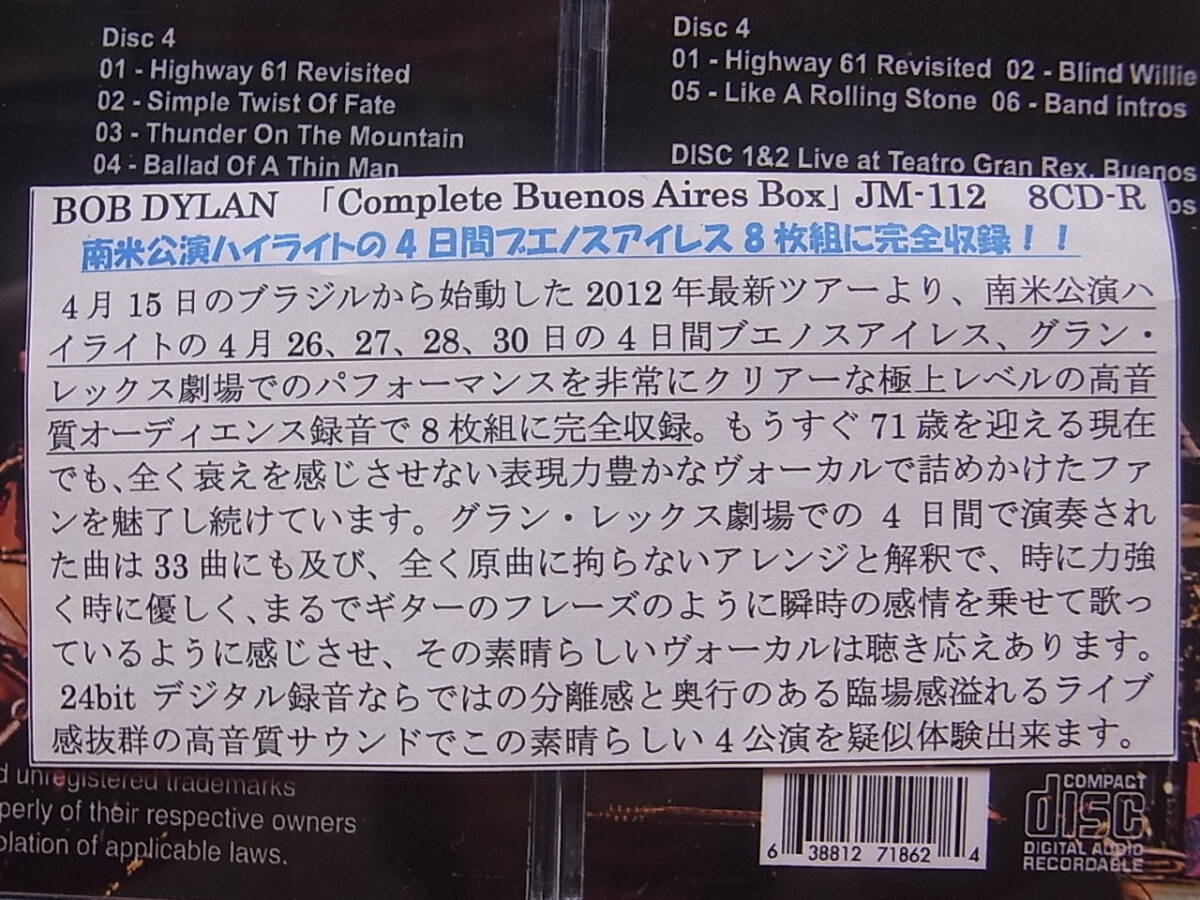 Disc 4
01 - Highway 61 Revisited
02 - Simple Twist Of Fate
03 - Thunder On The Mountain
04 - Ballad Of A Thin Man
Disc 4
01 - Highway 61 Revisited 02 - Blind Willie
05 - Like A Rolling Stone 06 - Band intros
DISC 1&2 Live at Teatro Gran Rex, Buenos
BOB DYLAN 「Complete Buenos Aires Box」 JM-112 8CD-R
南米公演ハイライトの4日間ブエノスアイレス8枚組に完全収録！！
4月15日のブラジルから始動した2012年最新ツアーより、南米公演ハ
イライトの4月26、27、28、30日の4日間ブエノスアイレス、グラン・
レックス劇場でのパフォーマンスを非常にクリアーな極上レベルの高音
質オーディエンス録音で8枚組に完全収録。もうすぐ71歳を迎える現在
でも、全く衰えを感じさせない表現力豊かなヴォーカルで詰めかけたファ
ンを魅了し続けています。グラン・レックス劇場での4日間で演奏され
た曲は33曲にも及び、全く原曲に拘らないアレンジと解釈で、時に力強
く時に優しく、まるでギターのフレーズのように瞬時の感情を乗せて歌っ
ているように感じさせ、その素晴らしいヴォーカルは聴き応えあります。
24bitデジタル録音ならではの分離感と奥行のある臨場感溢れるライブ
感抜群の高音質サウンドでこの素晴らしい4公演を疑似体験出来ます。
d unregistered trademarks
perly of their respective owners
olation of applicable laws.
6 38812 71862 4
COMPACT
disc
DIGITAL AUDIO
RECORDABLE